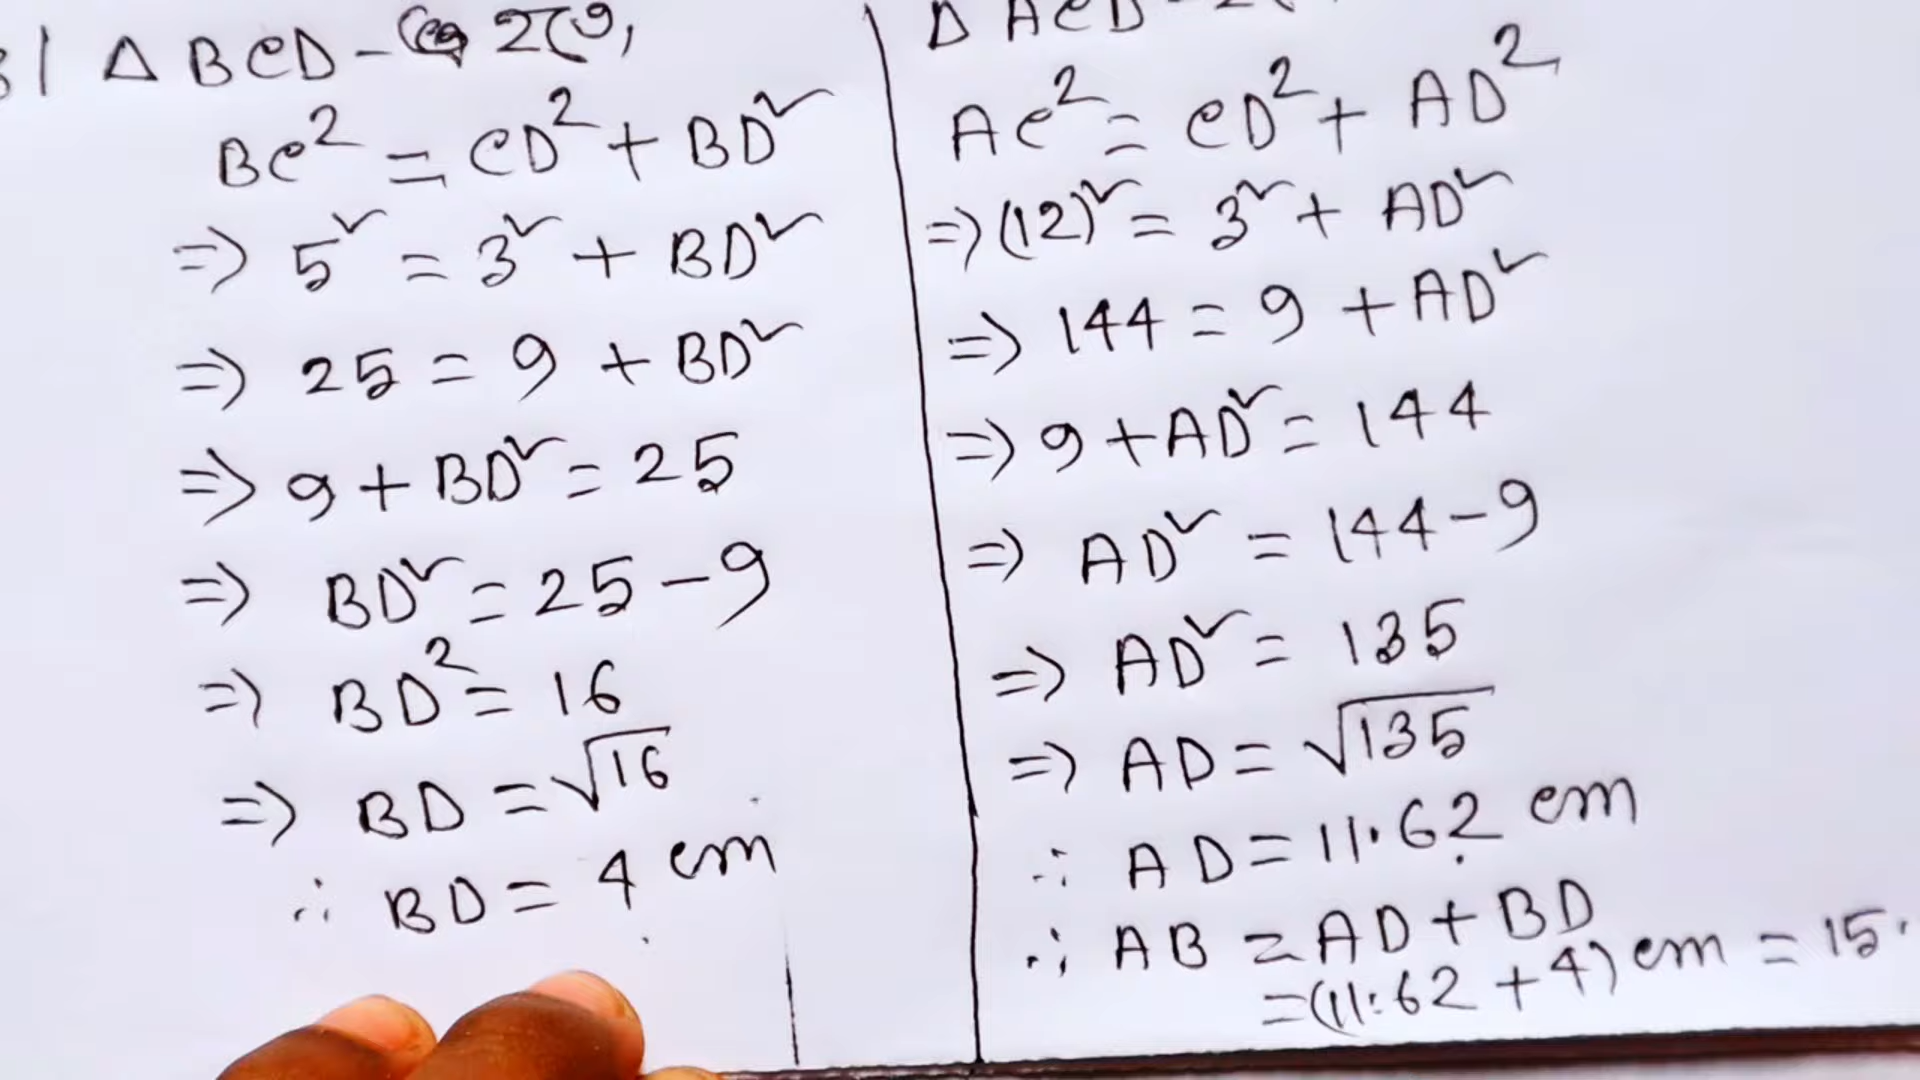 Δ BCD - 2(9,
BC² = CD² + BD²
=> 5² = 3² + BD²
=> 25 = 9 + BD²
=> 9 + BD² = 25
=> BD² = 25 - 9
=> BD² = 16
=> BD = √16
∴ BD = 4 cm
Δ ACD -
AC² = CD² + AD²
=> (12)² = 3² + AD²
=> 144 = 9 + AD²
=> 9 + AD² = 144
=> AD² = 144 - 9
=> AD² = 135
=> AD = √135
∴ AD = 11.62 cm
∴ AB = AD + BD
= (11.62 + 4) cm = 15.